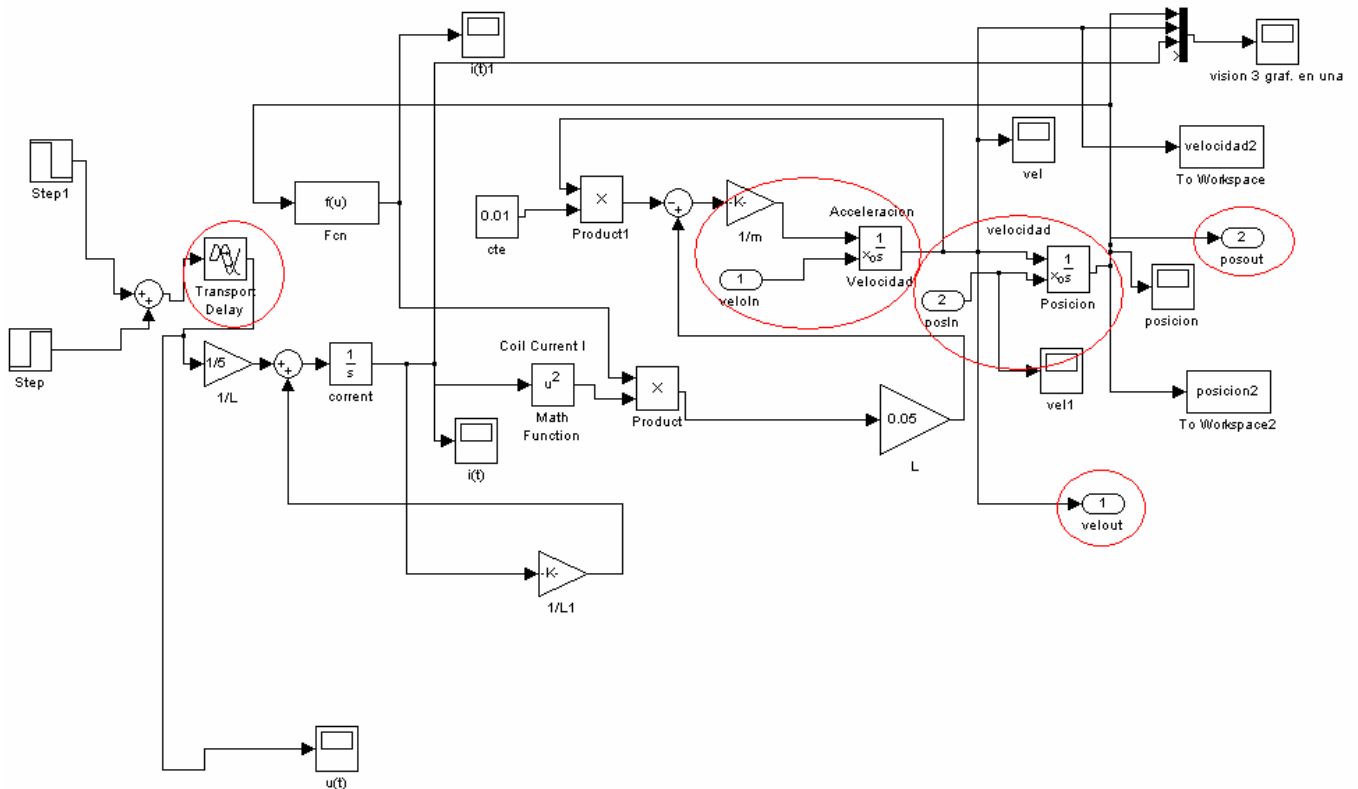 i(t)1
vision 3 graf. en una
Step1
f(u)
Fcn
0.01
cte
×
Product1
-
+
-K-
1/m
Acceleracion
1
s
xo
Velocidad
1
veloIn
velocidad
1
s
xo
Posicion
2
posIn
vel
velocidad2
To Workspace
2
posout
posicion
Transport
Delay
+
+
Step
1/5
1/L
+
+
1
s
corrent
Coil Current I
u2
Math
Function
×
Product
i(t)
0.05
L
vel1
posicion2
To Workspace2
1
velout
-K-
1/L1
u(t)